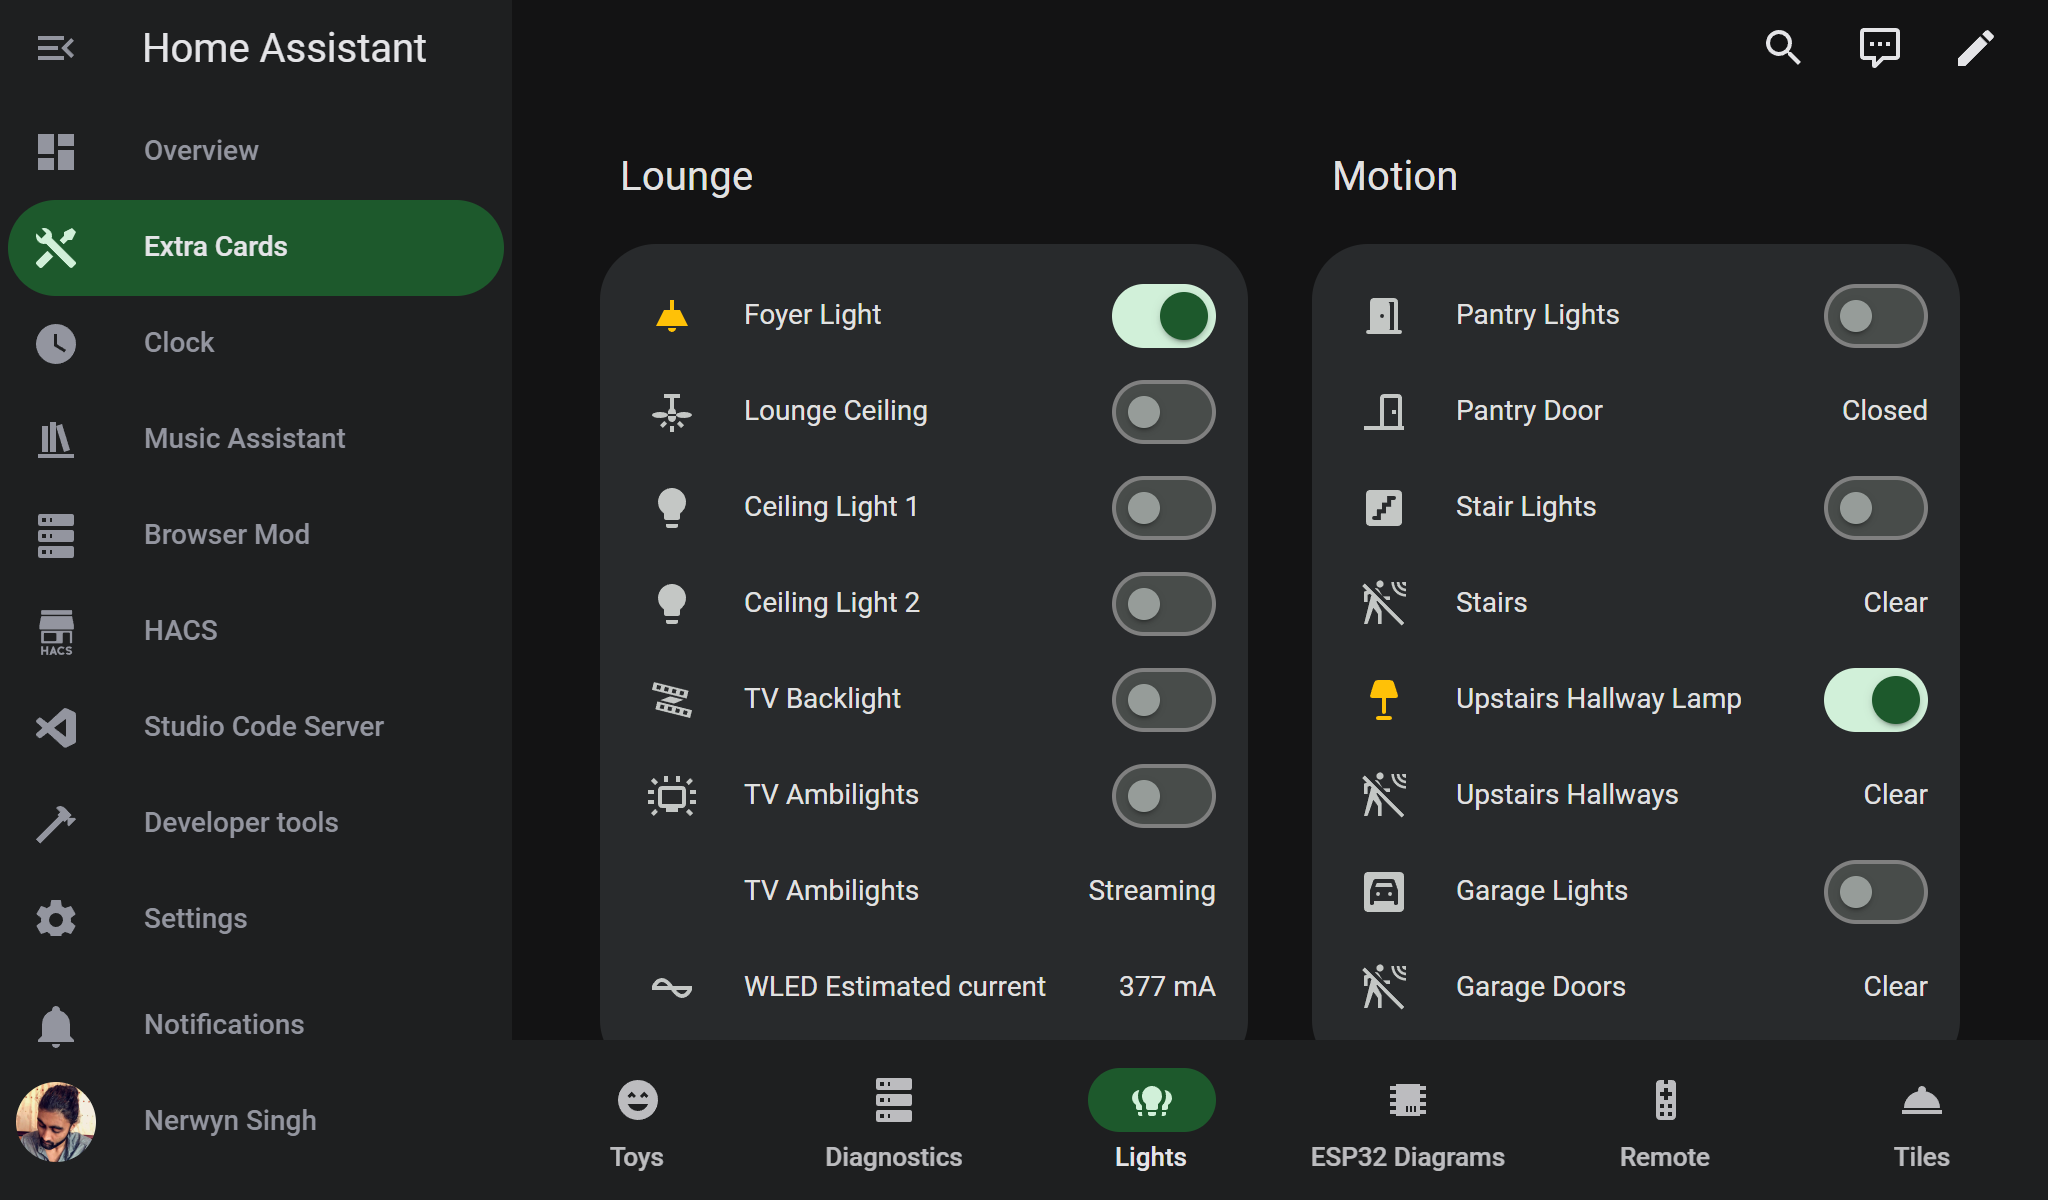 Home Assistant
Overview
Extra Cards
Clock
Music Assistant
Browser Mod
HACS
HACS
Studio Code Server
Developer tools
Settings
Notifications
Nerwyn Singh
Lounge
Foyer Light
Lounge Ceiling
Ceiling Light 1
Ceiling Light 2
TV Backlight
TV Ambilights
TV Ambilights Streaming
WLED Estimated current 377 mA
Motion
Pantry Lights
Pantry Door Closed
Stair Lights
Stairs Clear
Upstairs Hallway Lamp
Upstairs Hallways Clear
Garage Lights
Garage Doors Clear
Toys
Diagnostics
Lights
ESP32 Diagrams
Remote
Tiles